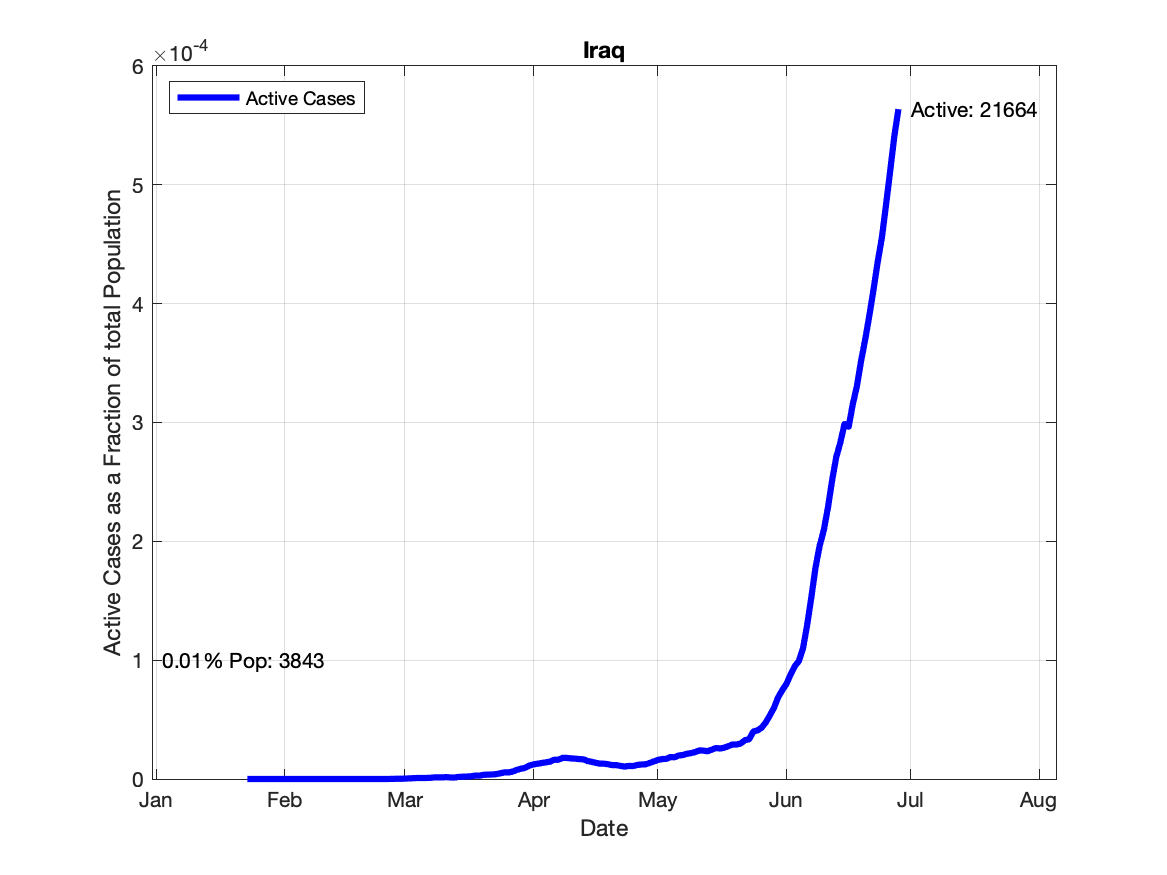 Iraq
×10-4
6
5
4
3
2
1
0
Active Cases
Active: 21664
0.01% Pop: 3843
Active Cases as a Fraction of total Population
Jan Feb Mar Apr May Jun Jul Aug
Date